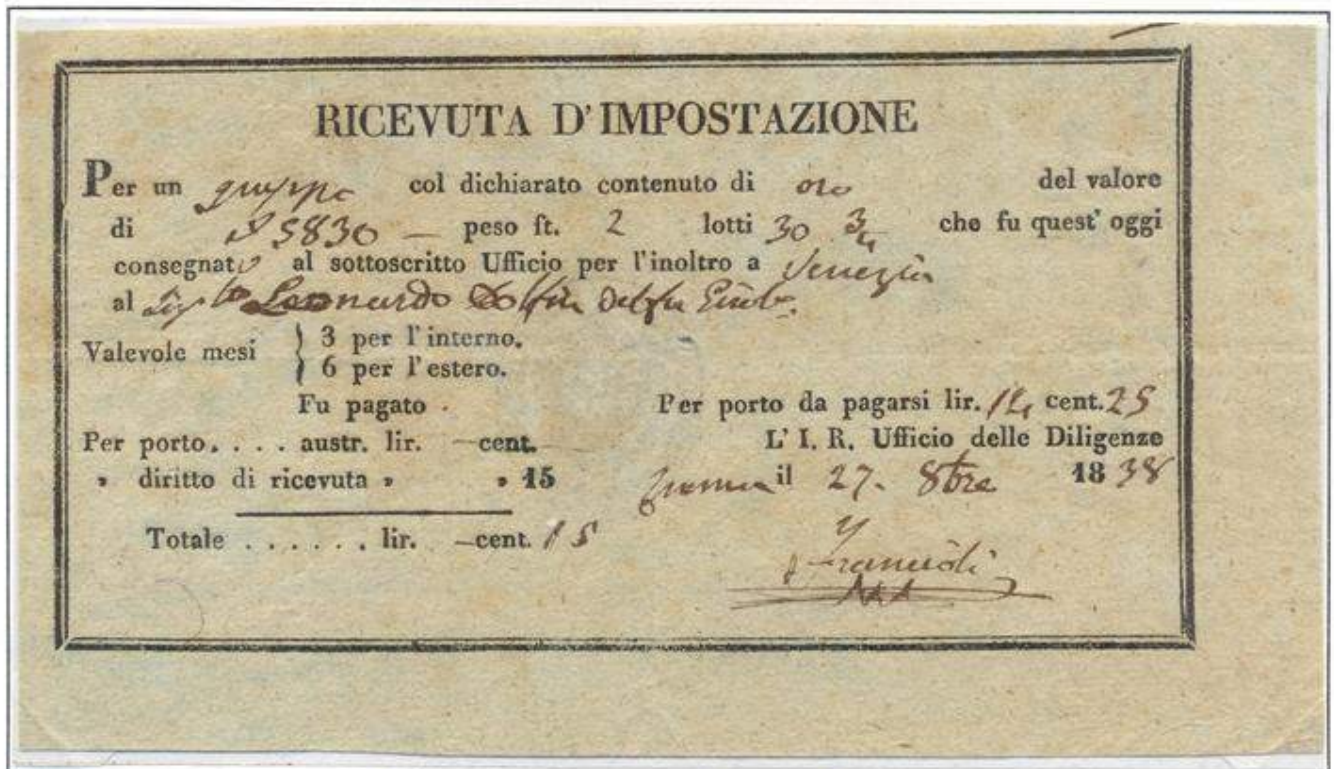 RICEVUTA D'IMPOSTAZIONE
Per un gruppo col dichiarato contenuto di oro del valore
di 5830 — peso ft. 2 lotti 30 3/4 che fu quest' oggi
consegnato al sottoscritto Ufficio per l'inoltro a Venezia
al Leonardo
Valevole mesi } 3 per l'interno.
} 6 per l'estero.
Fu pagato . Per porto da pagarsi lir. cent. 25
Per porto. . . . austr. lir. — cent. — L' I. R. Ufficio delle Diligenze
„ diritto di ricevuta „ „ 15 il 27. 8bre 1838
Totale . . . . . . lir. — cent. 15